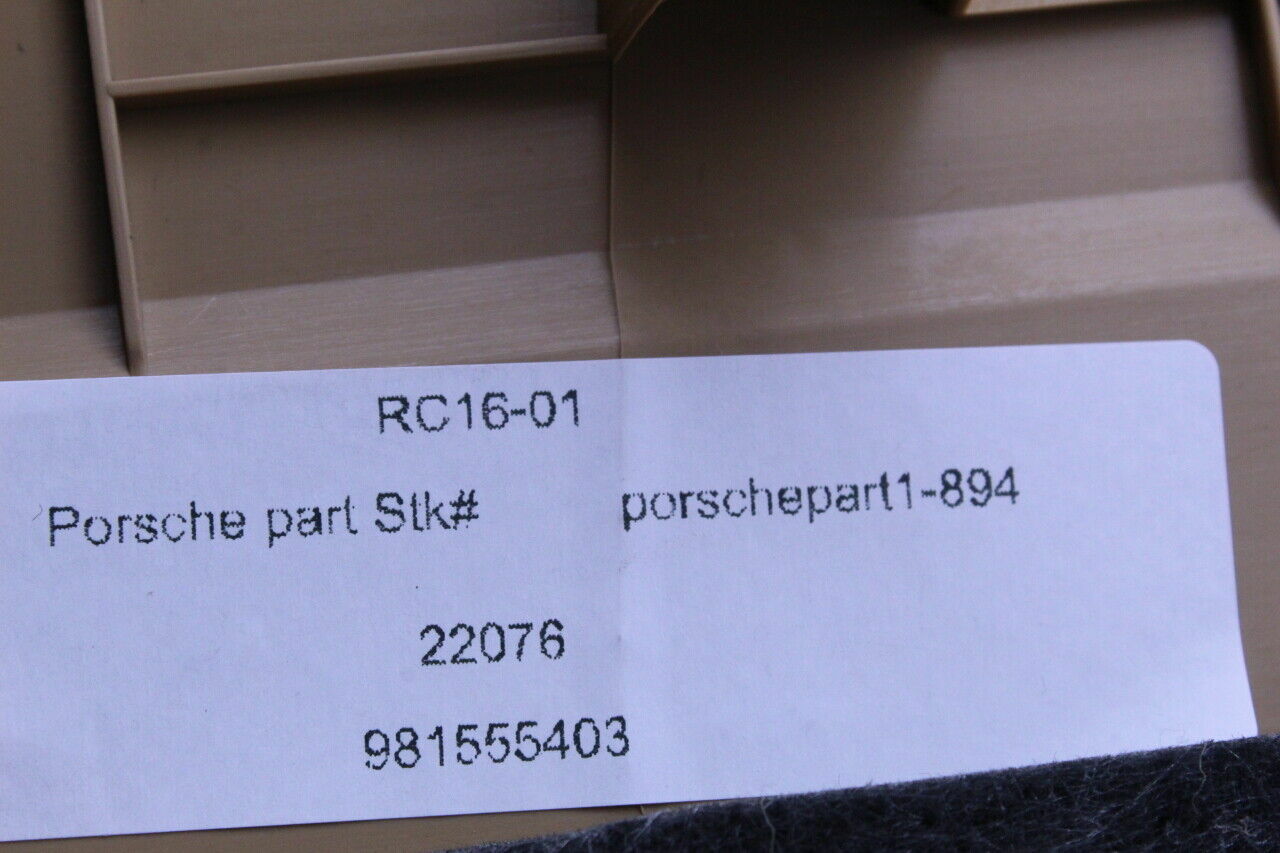 RC16-01
Porsche part Stk# porschepart1-894
22076
981555403